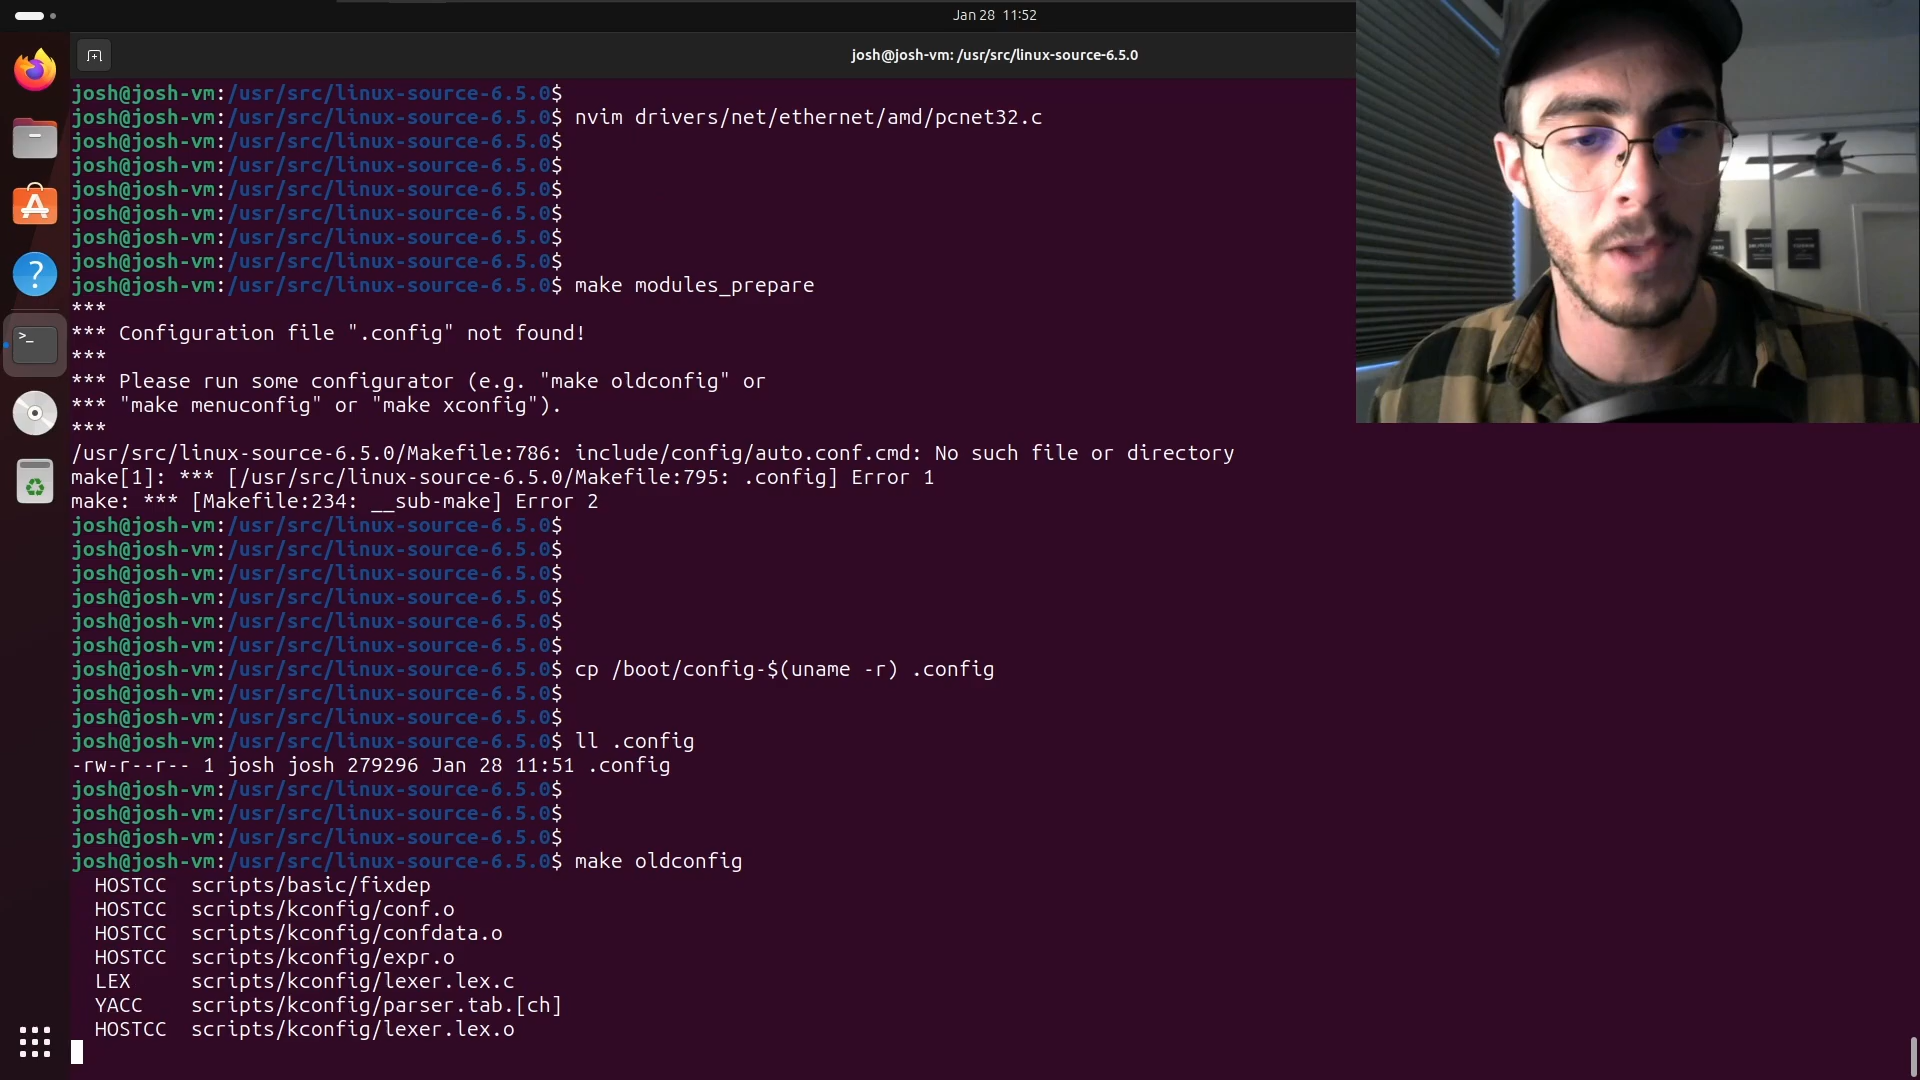 Jan 28 11:52
josh@josh-vm: /usr/src/linux-source-6.5.0
josh@josh-vm:/usr/src/linux-source-6.5.0$
josh@josh-vm:/usr/src/linux-source-6.5.0$ nvim drivers/net/ethernet/amd/pcnet32.c
josh@josh-vm:/usr/src/linux-source-6.5.0$
josh@josh-vm:/usr/src/linux-source-6.5.0$
josh@josh-vm:/usr/src/linux-source-6.5.0$
josh@josh-vm:/usr/src/linux-source-6.5.0$
josh@josh-vm:/usr/src/linux-source-6.5.0$
josh@josh-vm:/usr/src/linux-source-6.5.0$
josh@josh-vm:/usr/src/linux-source-6.5.0$ make modules_prepare
***
*** Configuration file ".config" not found!
***
*** Please run some configurator (e.g. "make oldconfig" or
*** "make menuconfig" or "make xconfig").
***
/usr/src/linux-source-6.5.0/Makefile:786: include/config/auto.conf.cmd: No such file or directory
make[1]: *** [/usr/src/linux-source-6.5.0/Makefile:795: .config] Error 1
make: *** [Makefile:234: __sub-make] Error 2
josh@josh-vm:/usr/src/linux-source-6.5.0$
josh@josh-vm:/usr/src/linux-source-6.5.0$
josh@josh-vm:/usr/src/linux-source-6.5.0$
josh@josh-vm:/usr/src/linux-source-6.5.0$
josh@josh-vm:/usr/src/linux-source-6.5.0$
josh@josh-vm:/usr/src/linux-source-6.5.0$
josh@josh-vm:/usr/src/linux-source-6.5.0$ cp /boot/config-$(uname -r) .config
josh@josh-vm:/usr/src/linux-source-6.5.0$
josh@josh-vm:/usr/src/linux-source-6.5.0$
josh@josh-vm:/usr/src/linux-source-6.5.0$ ll .config
-rw-r--r-- 1 josh josh 279296 Jan 28 11:51 .config
josh@josh-vm:/usr/src/linux-source-6.5.0$
josh@josh-vm:/usr/src/linux-source-6.5.0$
josh@josh-vm:/usr/src/linux-source-6.5.0$
josh@josh-vm:/usr/src/linux-source-6.5.0$ make oldconfig
HOSTCC scripts/basic/fixdep
HOSTCC scripts/kconfig/conf.o
HOSTCC scripts/kconfig/confdata.o
HOSTCC scripts/kconfig/expr.o
LEX scripts/kconfig/lexer.lex.c
YACC scripts/kconfig/parser.tab.[ch]
HOSTCC scripts/kconfig/lexer.lex.o